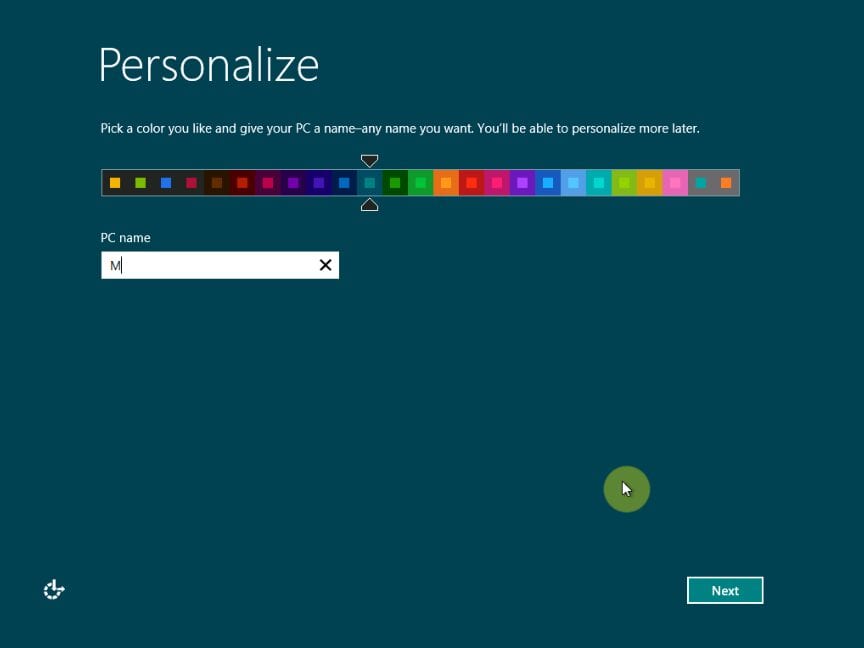 Personalize
Pick a color you like and give your PC a name–any name you want. You'll be able to personalize more later.
PC name
M
Next